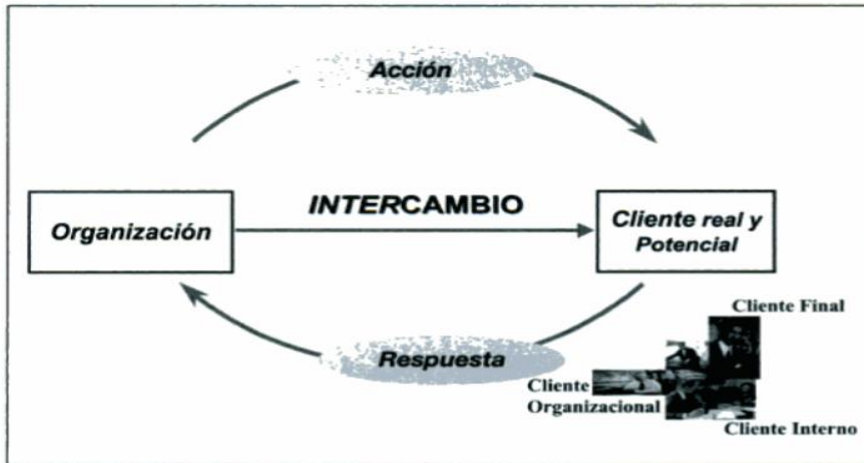 Acción
INTERCAMBIO
Organización
Cliente real y
Potencial
Respuesta
Cliente Final
Cliente
Organizacional
Cliente Interno